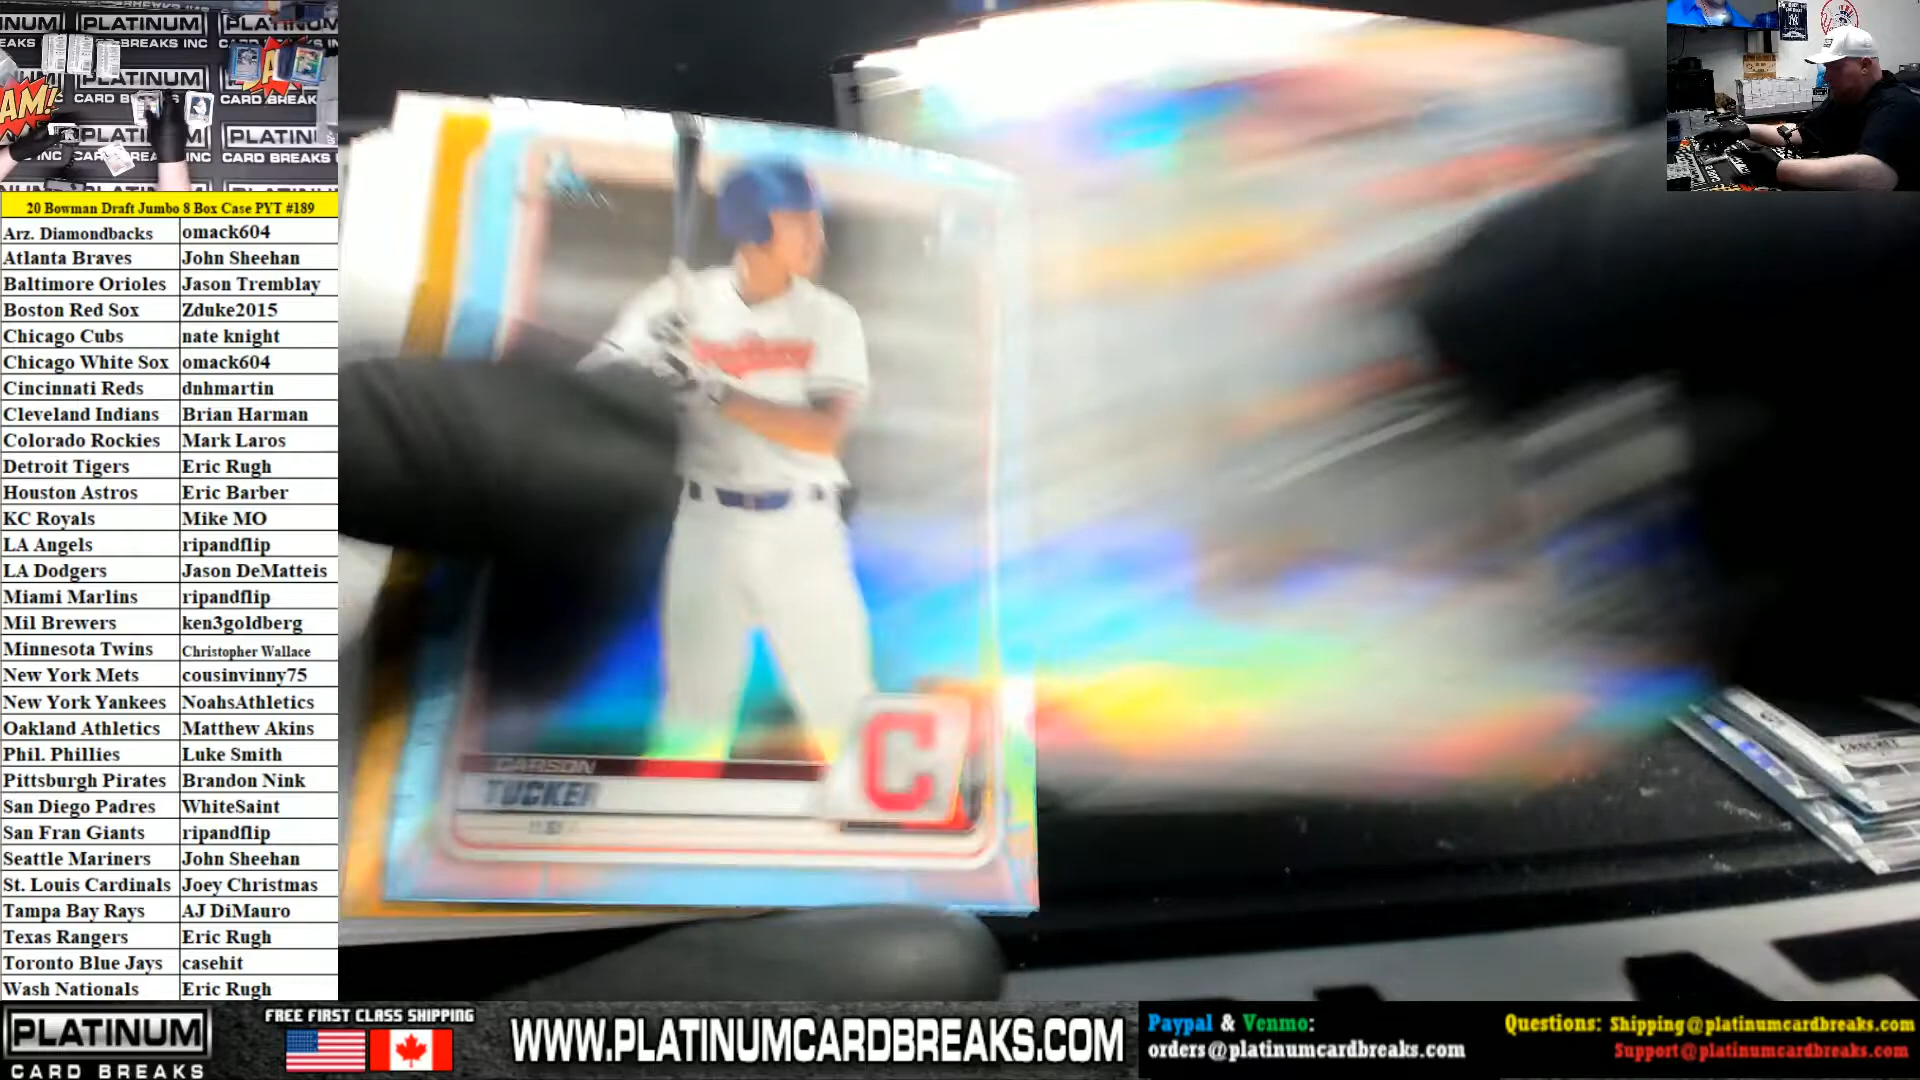 PLATINUM
CARD BREAKS INC
20 Bowman Draft Jumbo 8 Box Case PYT #189
Arz. Diamondbacks omack604
Atlanta Braves John Sheehan
Baltimore Orioles Jason Tremblay
Boston Red Sox Zduke2015
Chicago Cubs nate knight
Chicago White Sox omack604
Cincinnati Reds dnhmartin
Cleveland Indians Brian Harman
Colorado Rockies Mark Laros
Detroit Tigers Eric Rugh
Houston Astros Eric Barber
KC Royals Mike MO
LA Angels ripandflip
LA Dodgers Jason DeMatteis
Miami Marlins ripandflip
Mil Brewers ken3goldberg
Minnesota Twins Christopher Wallace
New York Mets cousinvinny75
New York Yankees NoahsAthletics
Oakland Athletics Matthew Akins
Phil. Phillies Luke Smith
Pittsburgh Pirates Brandon Nink
San Diego Padres WhiteSaint
San Fran Giants ripandflip
Seattle Mariners John Sheehan
St. Louis Cardinals Joey Christmas
Tampa Bay Rays AJ DiMauro
Texas Rangers Eric Rugh
Toronto Blue Jays casehit
Wash Nationals Eric Rugh
CARSON
TUCKER
C
PLATINUM
CARD BREAKS
FREE FIRST CLASS SHIPPING
WWW.PLATINUMCARDBREAKS.COM
Paypal & Venmo:
orders@platinumcardbreaks.com
Questions: Shipping@platinumcardbreaks.com
Support@platinumcardbreaks.com